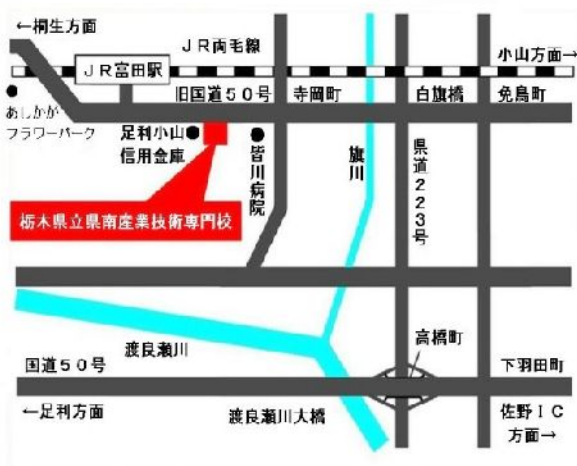 ←桐生方面
JR両毛線
小山方面→
JR富田駅
あしかが
フラワーパーク
旧国道50号
寺岡町
白旗橋
免鳥町
足利小山
信用金庫
皆川病院
旗川
県道223号
栃木県立県南産業技術専門校
渡良瀬川
高橋町
国道50号
下羽田町
←足利方面
渡良瀬川大橋
佐野IC
方面→